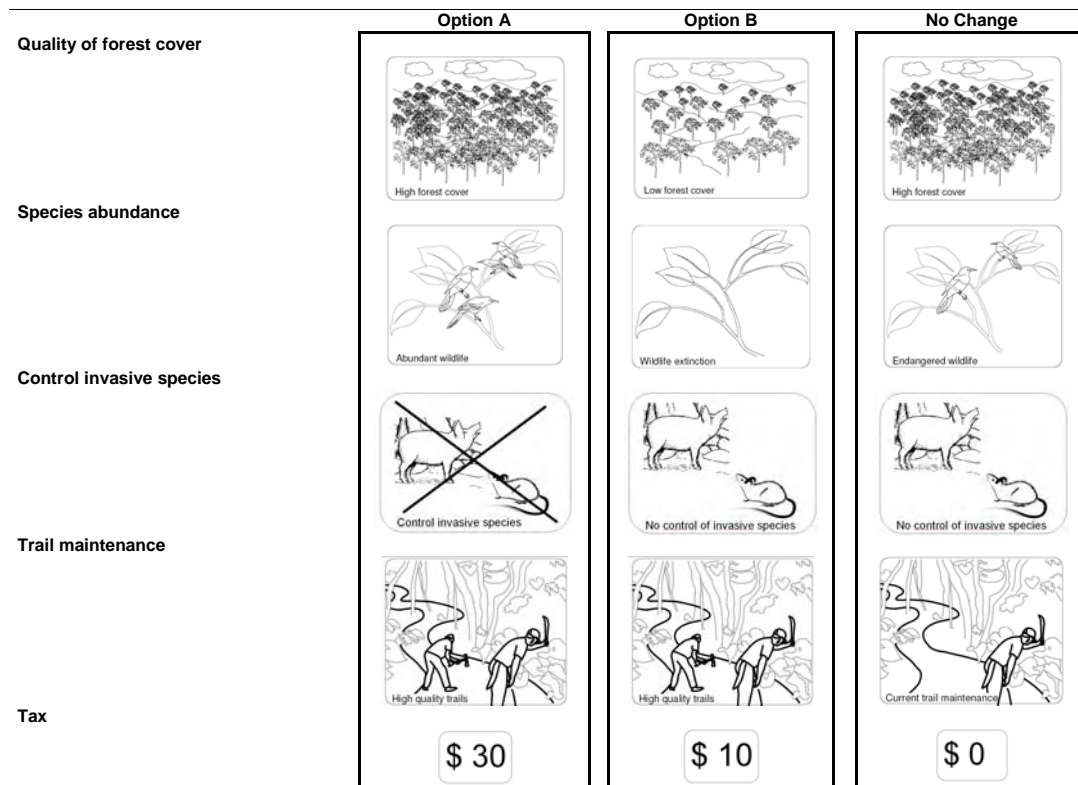 Option A Option B No Change
Quality of forest cover
High forest cover Low forest cover High forest cover
Species abundance
Abundant wildlife Wildlife extinction Endangered wildlife
Control invasive species
Control invasive species No control of invasive species No control of invasive species
Trail maintenance
High quality trails High quality trails Current trail maintenance
Tax
$ 30 $ 10 $ 0